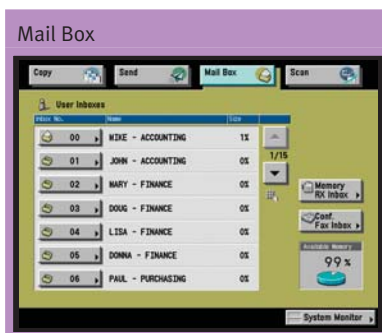 Mail Box
Copy Send Mail Box Scan
User Inboxes
Inbox No. Name Size
00 MIKE - ACCOUNTING 1%
01 JOHN - ACCOUNTING 0%
1/15
02 MARY - FINANCE 0%
Memory
RX Inbox
03 DOUG - FINANCE 0%
Conf.
Fax Inbox
04 LISA - FINANCE 0%
Available Memory
05 DONNA - FINANCE 0%
99%
06 PAUL - PURCHASING 0%
System Monitor